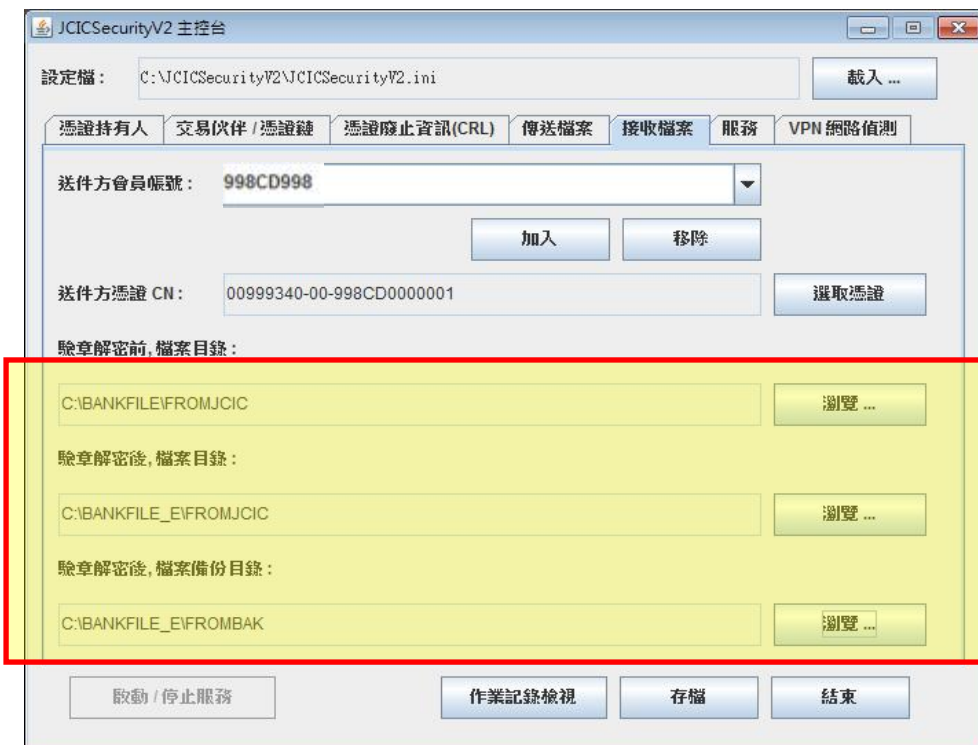 JCICSecurityV2 主控台
設定檔： C:\JCICSecurityV2\JCICSecurityV2.ini 載入 ...
憑證持有人 交易伙伴 / 憑證鏈 憑證廢止資訊(CRL) 傳送檔案 接收檔案 服務 VPN 網路偵測
送件方會員帳號： 998CD998
加入 移除
送件方憑證 CN： 00999340-00-998CD0000001 選取憑證
驗章解密前, 檔案目錄：
C:\BANKFILE\FROMJCIC 瀏覽 ...
驗章解密後, 檔案目錄：
C:\BANKFILE_E\FROMJCIC 瀏覽 ...
驗章解密後, 檔案備份目錄：
C:\BANKFILE_E\FROMBAK 瀏覽 ...
啟動 / 停止服務 作業記錄檢視 存檔 結束